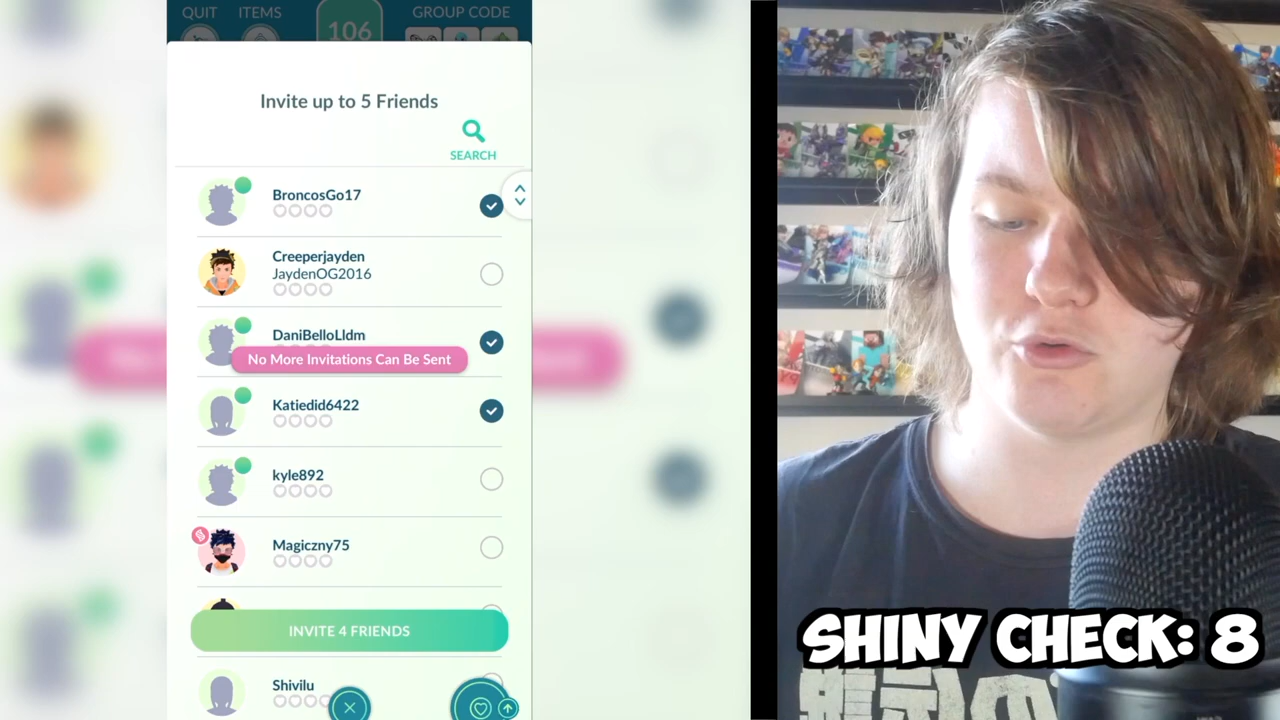 QUIT ITEMS 106 GROUP CODE
Invite up to 5 Friends
SEARCH
BroncosGo17
Creeperjayden
JaydenOG2016
DaniBelloLldm
No More Invitations Can Be Sent
Katiedid6422
kyle892
Magiczny75
INVITE 4 FRIENDS
Shivilu
SHINY CHECK: 8